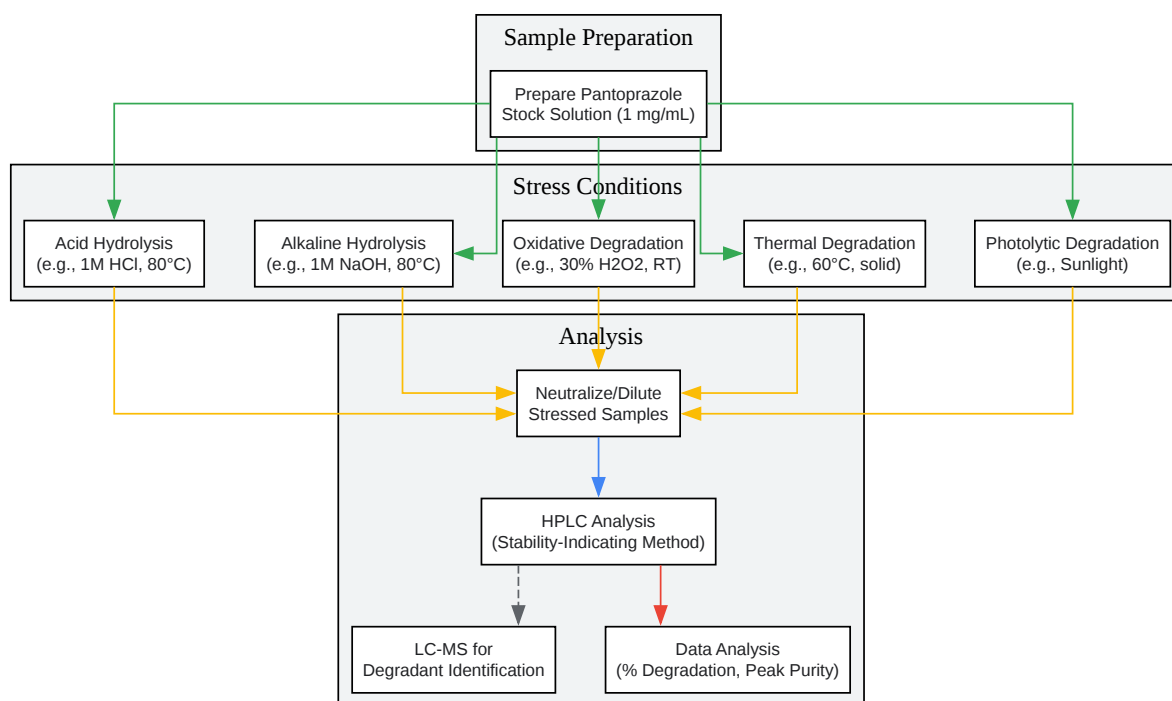 Sample Preparation
Prepare Pantoprazole
Stock Solution (1 mg/mL)
Stress Conditions
Acid Hydrolysis
(e.g., 1M HCl, 80°C)
Alkaline Hydrolysis
(e.g., 1M NaOH, 80°C)
Oxidative Degradation
(e.g., 30% H2O2, RT)
Thermal Degradation
(e.g., 60°C, solid)
Photolytic Degradation
(e.g., Sunlight)
Analysis
Neutralize/Dilute
Stressed Samples
HPLC Analysis
(Stability-Indicating Method)
LC-MS for
Degradant Identification
Data Analysis
(% Degradation, Peak Purity)